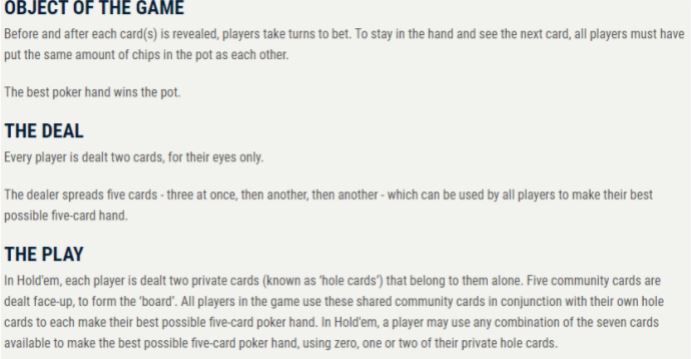 OBJECT OF THE GAME
Before and after each card(s) is revealed, players take turns to bet. To stay in the hand and see the next card, all players must have
put the same amount of chips in the pot as each other.
The best poker hand wins the pot.
THE DEAL
Every player is dealt two cards, for their eyes only.
The dealer spreads five cards - three at once, then another, then another - which can be used by all players to make their best
possible five-card hand.
THE PLAY
In Hold'em, each player is dealt two private cards (known as 'hole cards') that belong to them alone. Five community cards are
dealt face-up, to form the 'board'. All players in the game use these shared community cards in conjunction with their own hole
cards to each make their best possible five-card poker hand. In Hold'em, a player may use any combination of the seven cards
available to make the best possible five-card poker hand, using zero, one or two of their private hole cards.